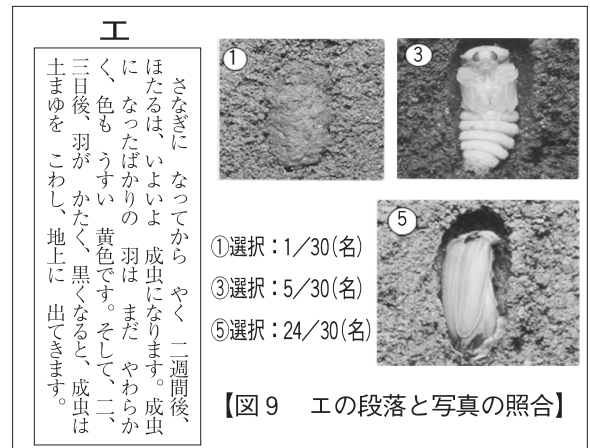 エ
さなぎに なってから やく 二週間後、
ほたるは、いよいよ 成虫になります。成虫
に なったばかりの 羽は まだ やわらか
く、色も うすい 黄色です。そして、二、
三日後、羽が かたく、黒くなると、成虫は
土まゆを こわし、地上に 出てきます。
①
③
⑤
①選択:1/30(名)
③選択:5/30(名)
⑤選択:24/30(名)
【図9 エの段落と写真の照合】